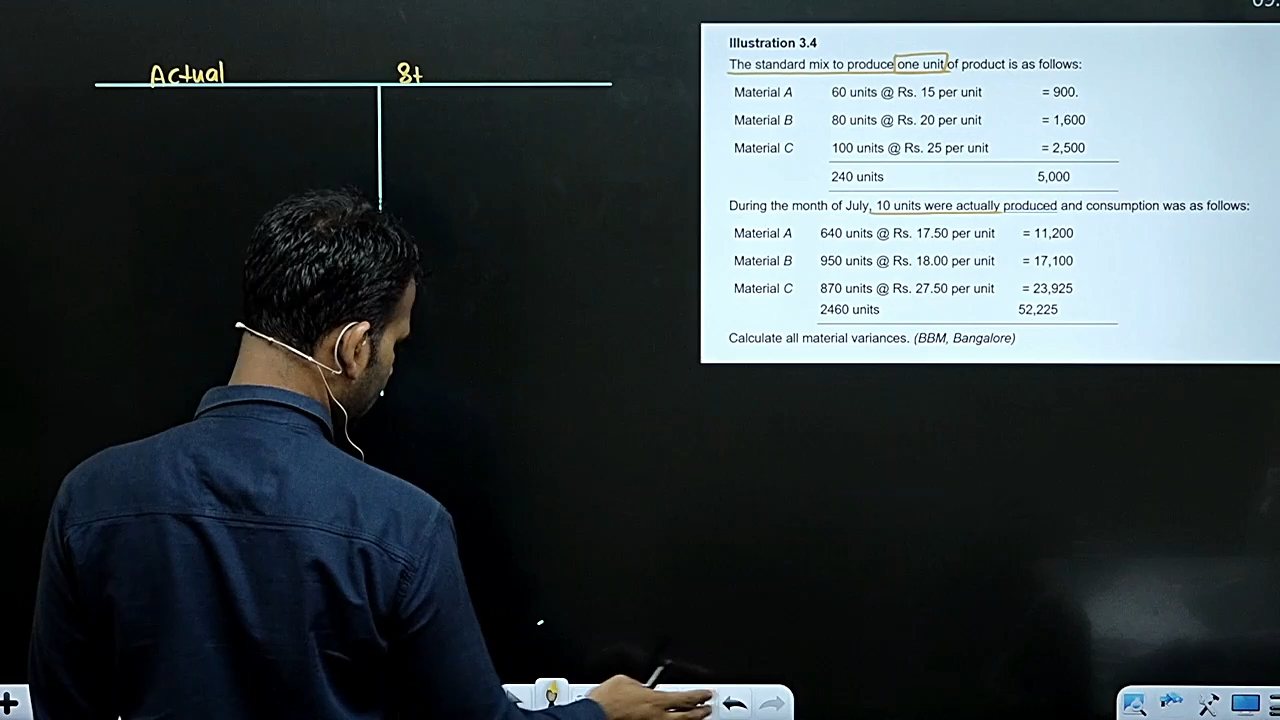 Actual 8t
Illustration 3.4
The standard mix to produce one unit of product is as follows:
Material A 60 units @ Rs. 15 per unit = 900.
Material B 80 units @ Rs. 20 per unit = 1,600
Material C 100 units @ Rs. 25 per unit = 2,500
240 units 5,000
During the month of July, 10 units were actually produced and consumption was as follows:
Material A 640 units @ Rs. 17.50 per unit = 11,200
Material B 950 units @ Rs. 18.00 per unit = 17,100
Material C 870 units @ Rs. 27.50 per unit = 23,925
2460 units 52,225
Calculate all material variances. (BBM, Bangalore)